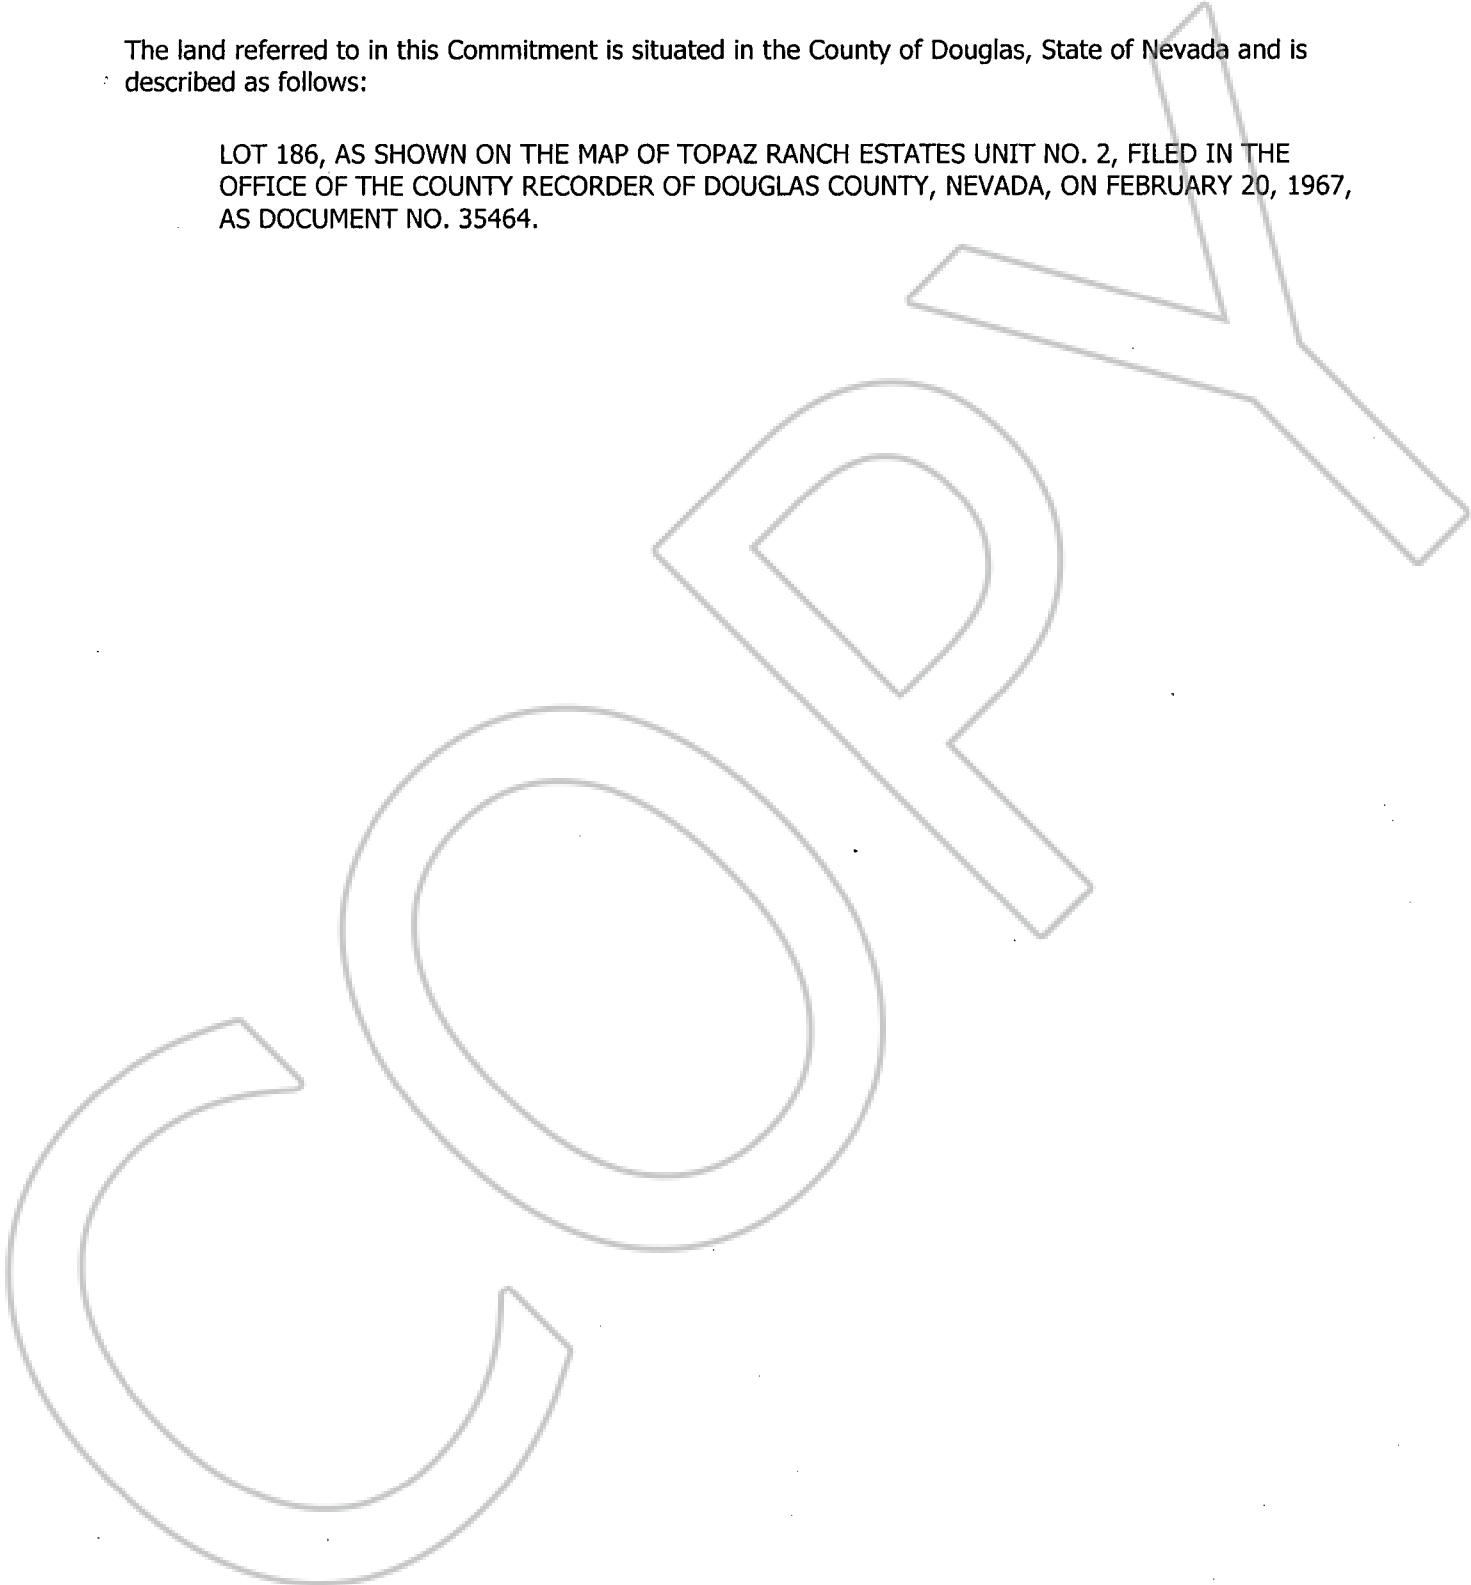 The land referred to in this Commitment is situated in the County of Douglas, State of Nevada and is
described as follows:
LOT 186, AS SHOWN ON THE MAP OF TOPAZ RANCH ESTATES UNIT NO. 2, FILED IN THE
OFFICE OF THE COUNTY RECORDER OF DOUGLAS COUNTY, NEVADA, ON FEBRUARY 20, 1967,
AS DOCUMENT NO. 35464.
COPY